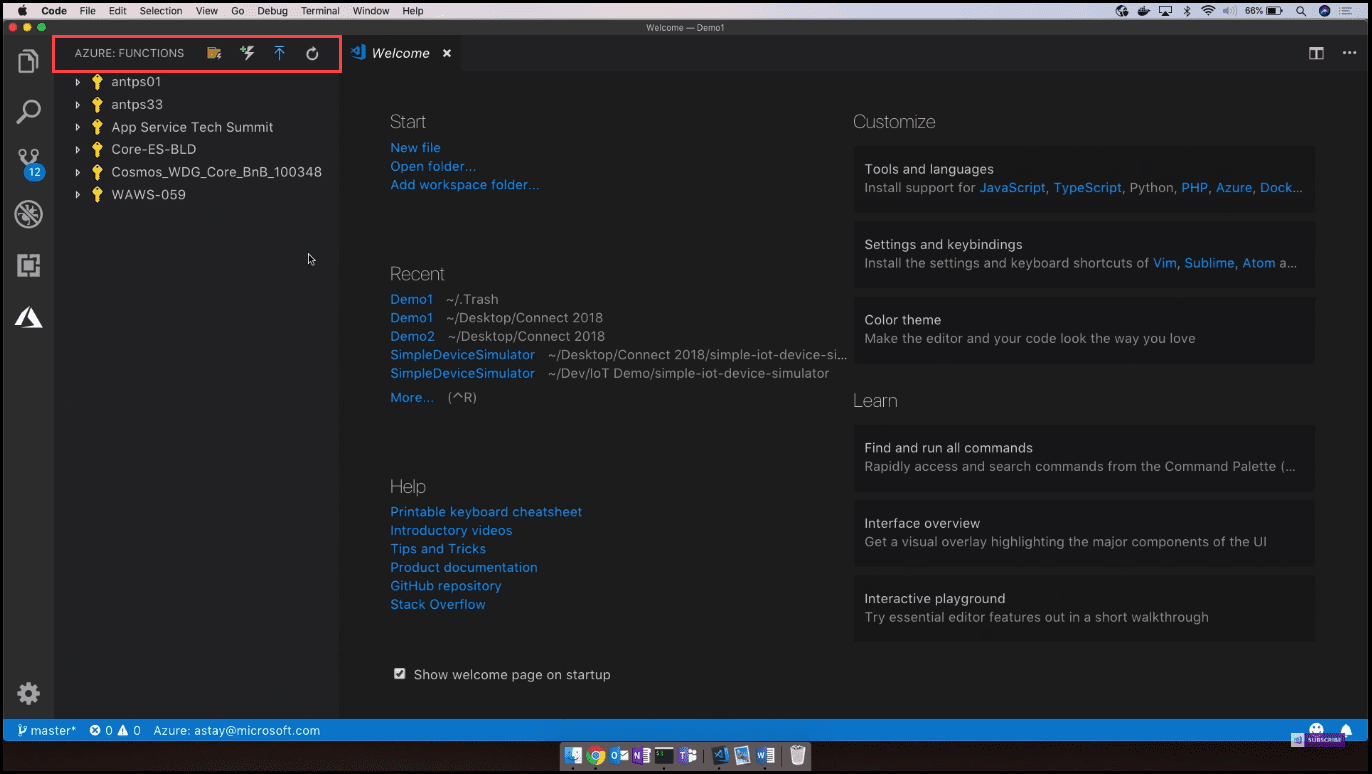 Code File Edit Selection View Go Debug Terminal Window Help 66%
Welcome — Demo1
AZURE: FUNCTIONS
Welcome
antps01
antps33
App Service Tech Summit
Core-ES-BLD
Cosmos_WDG_Core_BnB_100348
WAWS-059
12
Start
New file
Open folder...
Add workspace folder...
Recent
Demo1 ~/.Trash
Demo1 ~/Desktop/Connect 2018
Demo2 ~/Desktop/Connect 2018
SimpleDeviceSimulator ~/Desktop/Connect 2018/simple-iot-device-si...
SimpleDeviceSimulator ~/Dev/IoT Demo/simple-iot-device-simulator
More... (^R)
Help
Printable keyboard cheatsheet
Introductory videos
Tips and Tricks
Product documentation
GitHub repository
Stack Overflow
Show welcome page on startup
Customize
Tools and languages
Install support for JavaScript, TypeScript, Python, PHP, Azure, Dock...
Settings and keybindings
Install the settings and keyboard shortcuts of Vim, Sublime, Atom a...
Color theme
Make the editor and your code look the way you love
Learn
Find and run all commands
Rapidly access and search commands from the Command Palette (...
Interface overview
Get a visual overlay highlighting the major components of the UI
Interactive playground
Try essential editor features out in a short walkthrough
master* 0 0 Azure: astay@microsoft.com
SUBSCRIBE